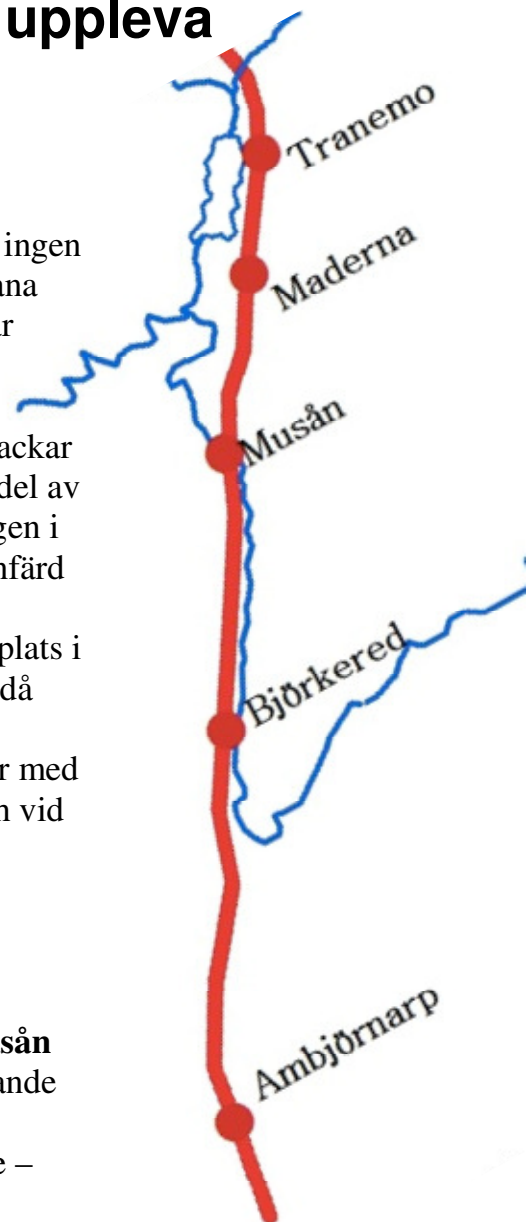 uppleva
Tranemo
ingen
Maderna
ana
ar
Musån
ackar
del av
gen i
nfärd
Björkered
plats i
då
r med
n vid
Ambjörnarp
sån
ande
e –